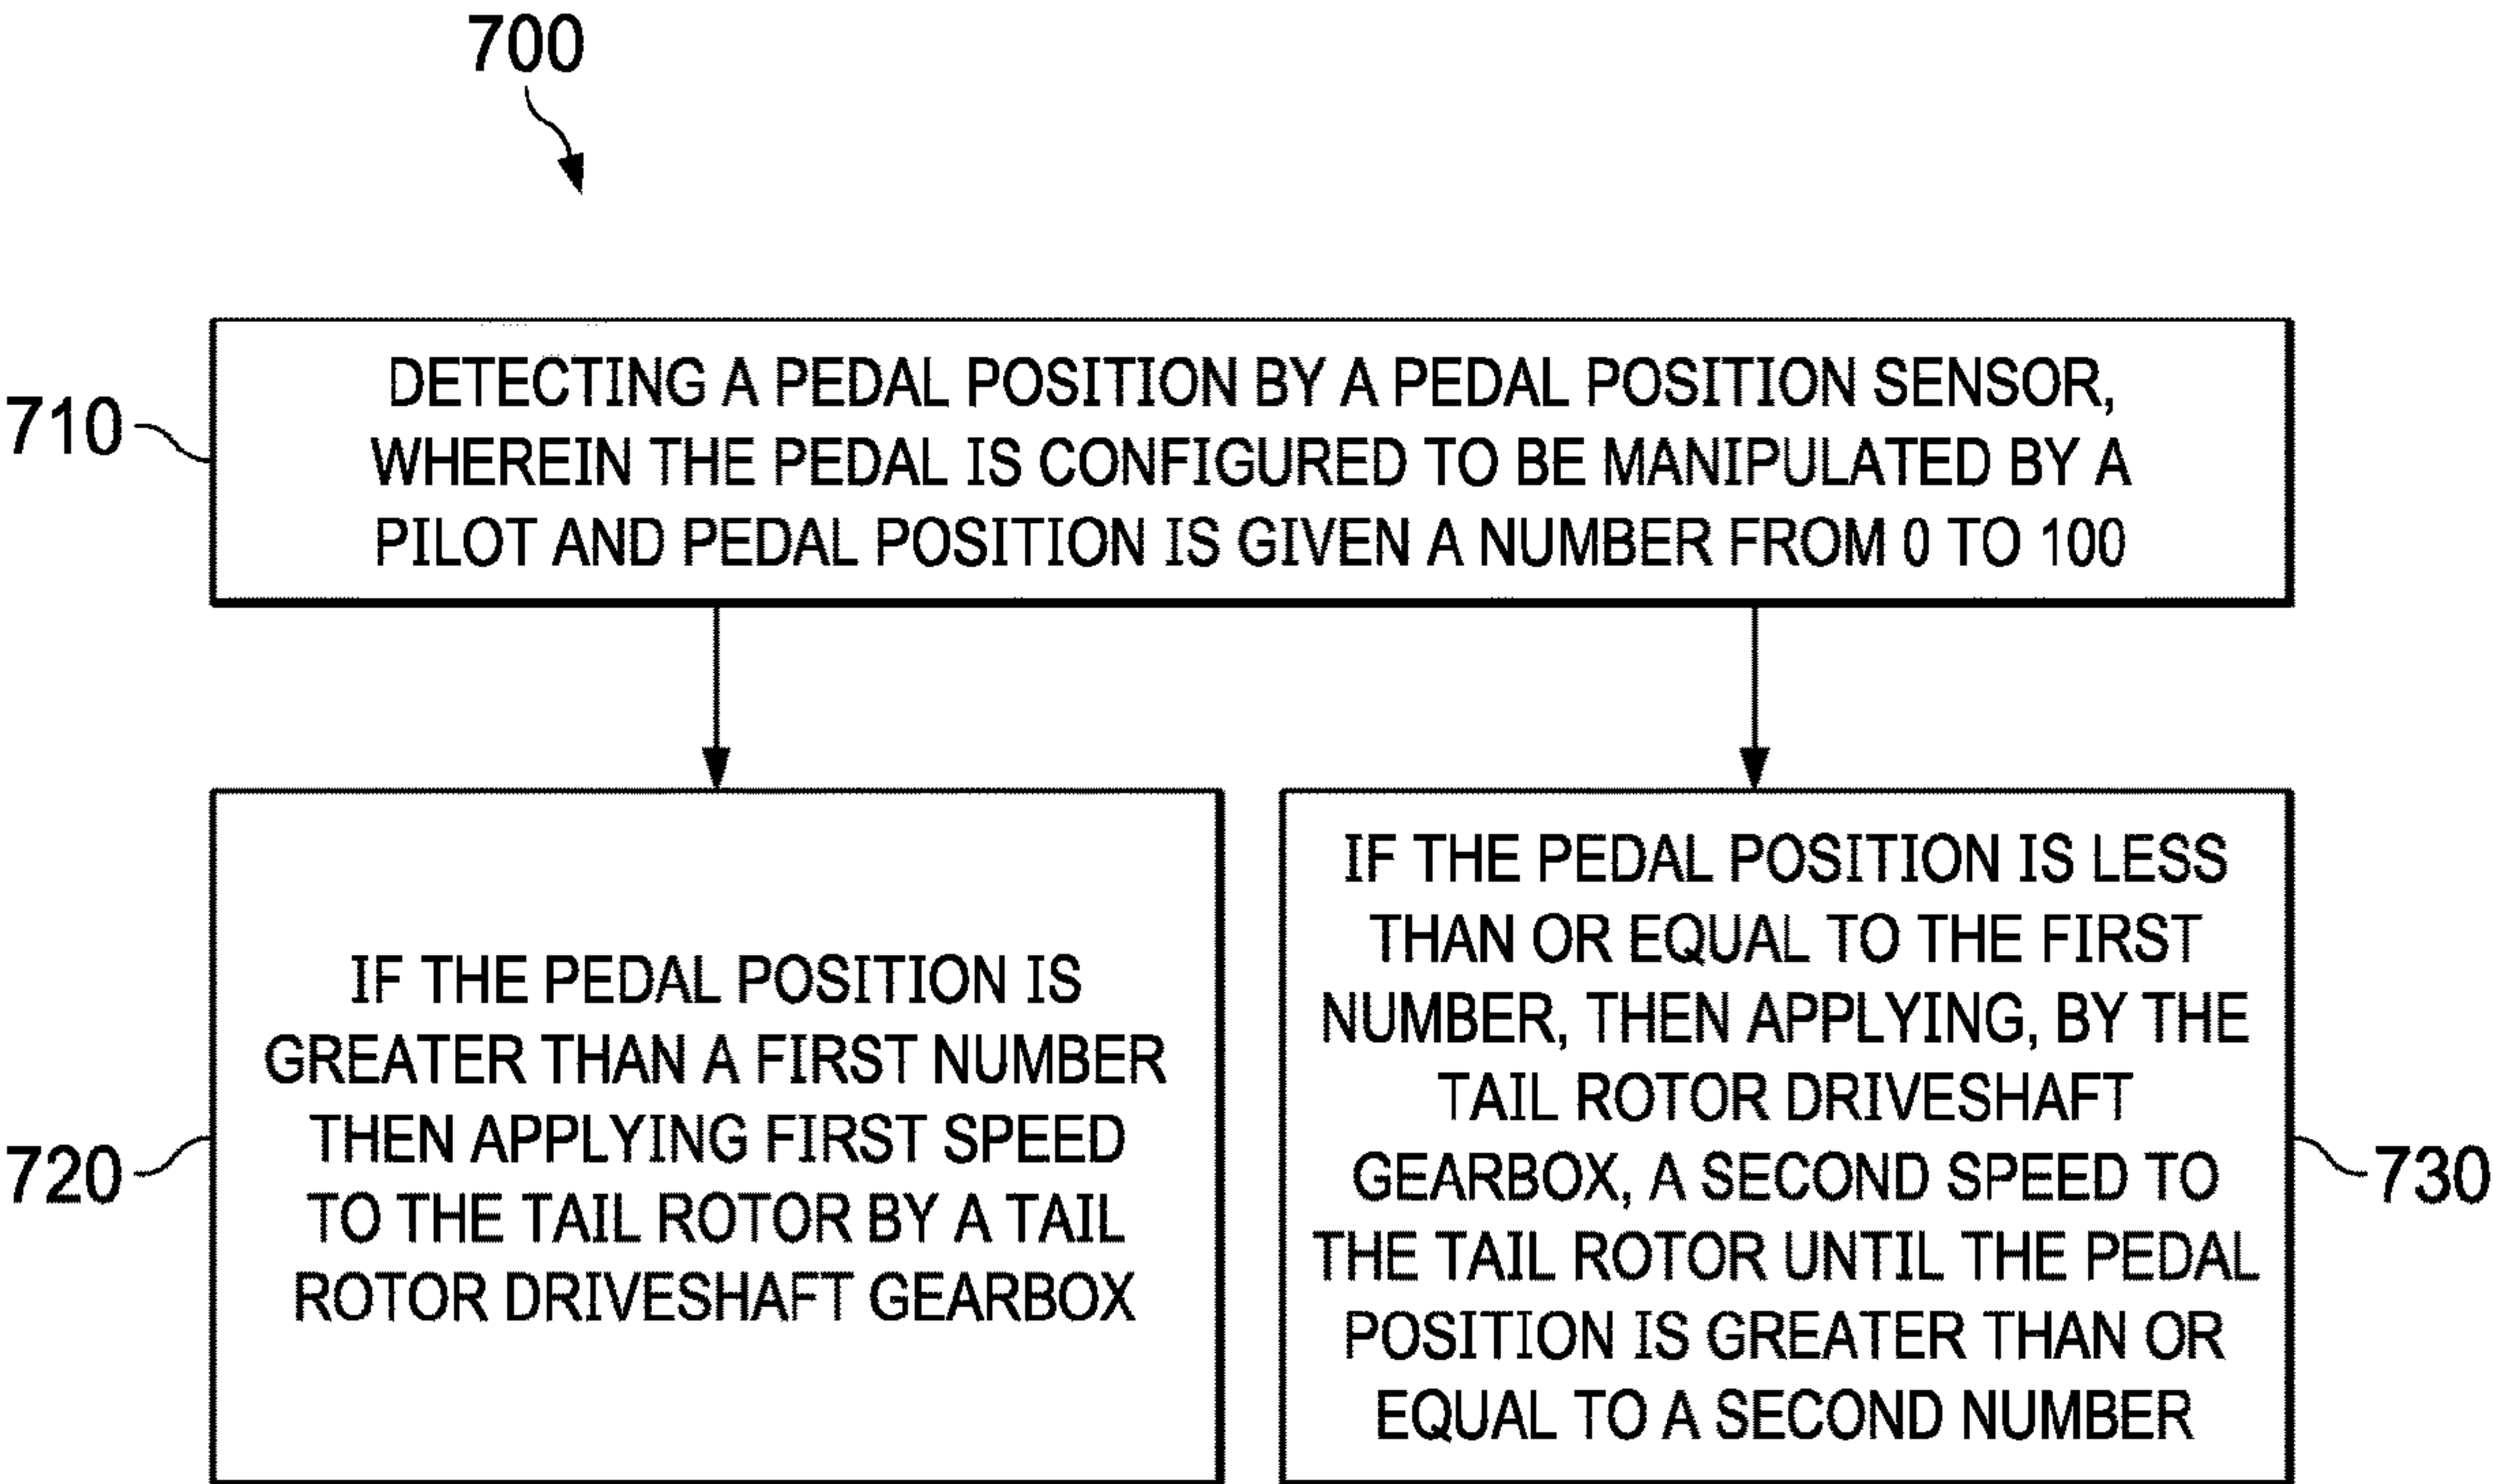 700
710
DETECTING A PEDAL POSITION BY A PEDAL POSITION SENSOR,
WHEREIN THE PEDAL IS CONFIGURED TO BE MANIPULATED BY A
PILOT AND PEDAL POSITION IS GIVEN A NUMBER FROM 0 TO 100
720
IF THE PEDAL POSITION IS
GREATER THAN A FIRST NUMBER
THEN APPLYING FIRST SPEED
TO THE TAIL ROTOR BY A TAIL
ROTOR DRIVESHAFT GEARBOX
IF THE PEDAL POSITION IS LESS
THAN OR EQUAL TO THE FIRST
NUMBER, THEN APPLYING, BY THE
TAIL ROTOR DRIVESHAFT
GEARBOX, A SECOND SPEED TO
THE TAIL ROTOR UNTIL THE PEDAL
POSITION IS GREATER THAN OR
EQUAL TO A SECOND NUMBER
730